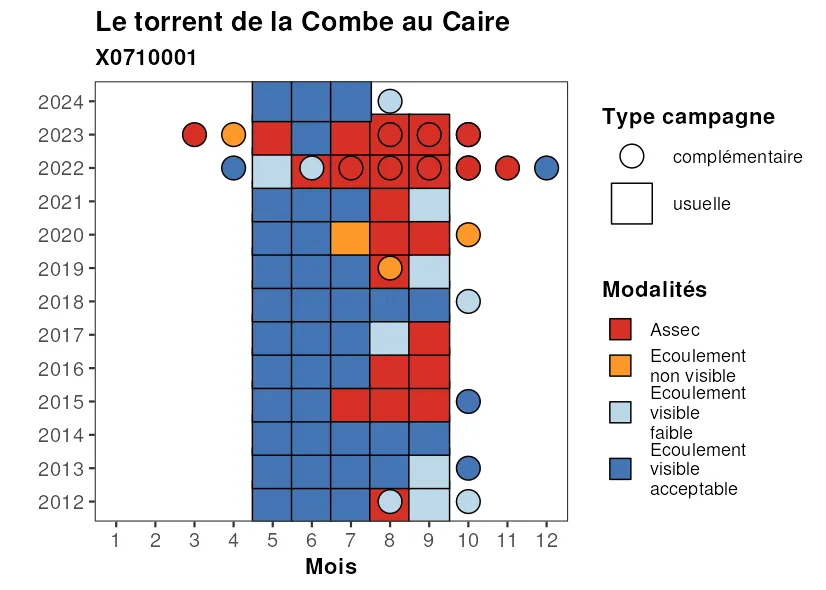 Le torrent de la Combe au Caire
X0710001
2024
2023
2022
2021
2020
2019
2018
2017
2016
2015
2014
2013
2012
1 2 3 4 5 6 7 8 9 10 11 12
Mois
Type campagne
complémentaire
usuelle
Modalités
Assec
Ecoulement
non visible
Ecoulement
visible
faible
Ecoulement
visible
acceptable